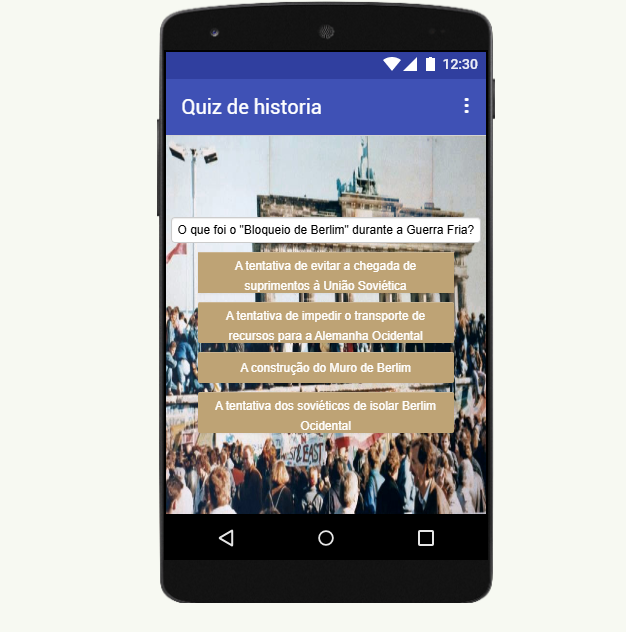 12:30
Quiz de historia
O que foi o "Bloqueio de Berlim" durante a Guerra Fria?
A tentativa de evitar a chegada de
suprimentos à União Soviética
A tentativa de impedir o transporte de
recursos para a Alemanha Ocidental
A construção do Muro de Berlim
A tentativa dos soviéticos de isolar Berlim
Ocidental
EAST